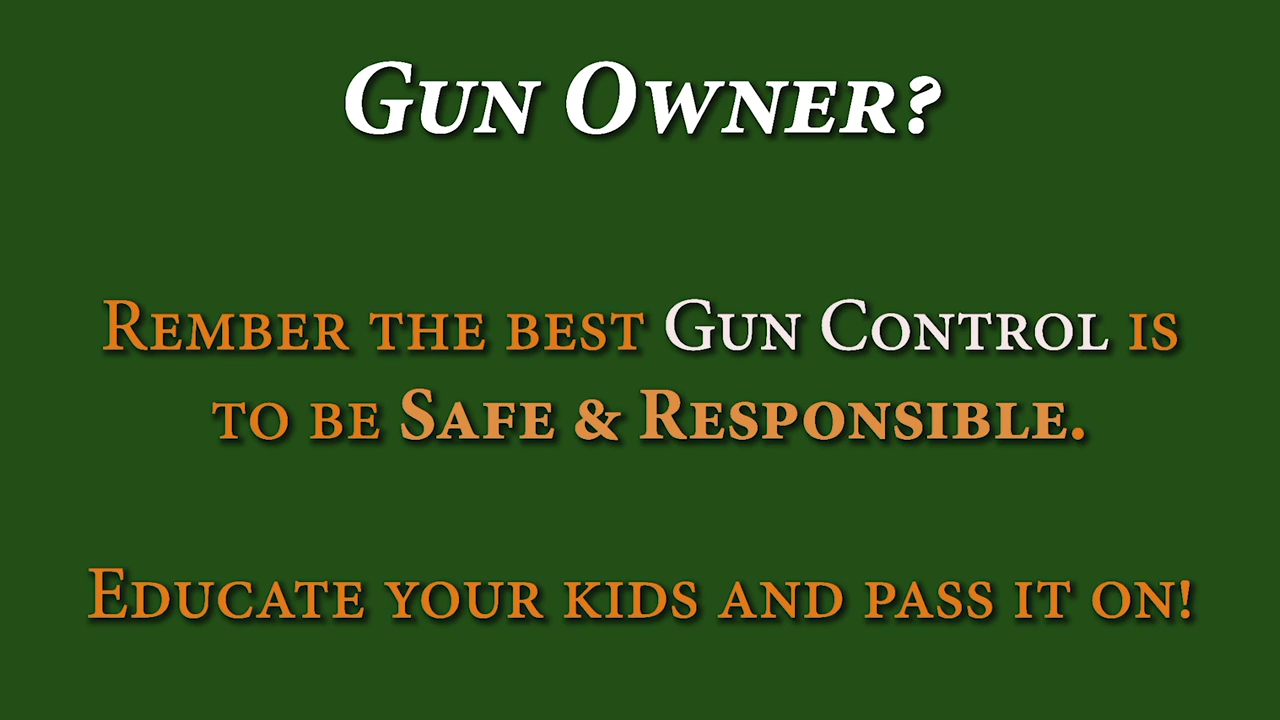 Gun Owner?
Rember the best Gun Control is
to be Safe & Responsible.
Educate your kids and pass it on!